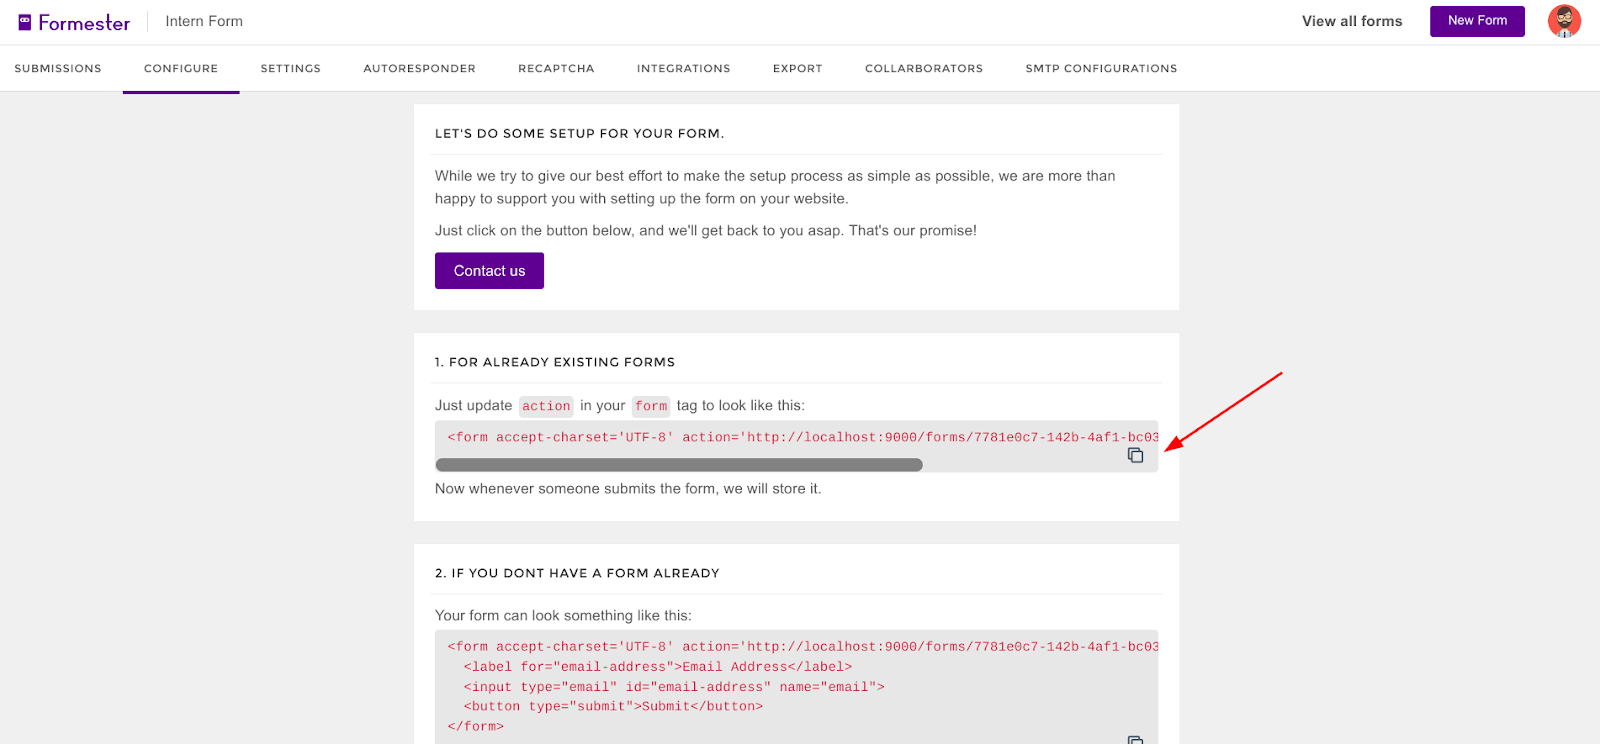 Formester
Intern Form
View all forms
New Form
SUBMISSIONS
CONFIGURE
SETTINGS
AUTORESPONDER
RECAPTCHA
INTEGRATIONS
EXPORT
COLLARBORATORS
SMTP CONFIGURATIONS
LET'S DO SOME SETUP FOR YOUR FORM.
While we try to give our best effort to make the setup process as simple as possible, we are more than
happy to support you with setting up the form on your website.
Just click on the button below, and we'll get back to you asap. That's our promise!
Contact us
1. FOR ALREADY EXISTING FORMS
Just update action in your form tag to look like this:
<form accept-charset='UTF-8' action='http://localhost:9000/forms/7781e0c7-142b-4af1-bc03
Now whenever someone submits the form, we will store it.
2. IF YOU DONT HAVE A FORM ALREADY
Your form can look something like this:
<form accept-charset='UTF-8' action='http://localhost:9000/forms/7781e0c7-142b-4af1-bc03
<label for="email-address">Email Address</label>
<input type="email" id="email-address" name="email">
<button type="submit">Submit</button>
</form>